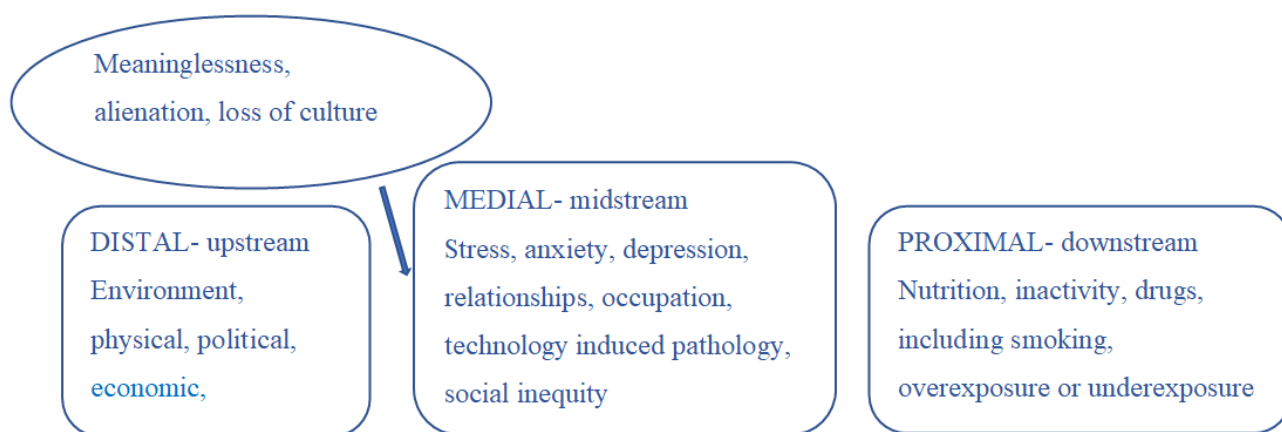 Meaninglessness,
alienation, loss of culture
DISTAL- upstream
Environment,
physical, political,
economic,
MEDIAL- midstream
Stress, anxiety, depression,
relationships, occupation,
technology induced pathology,
social inequity
PROXIMAL- downstream
Nutrition, inactivity, drugs,
including smoking,
overexposure or underexposure